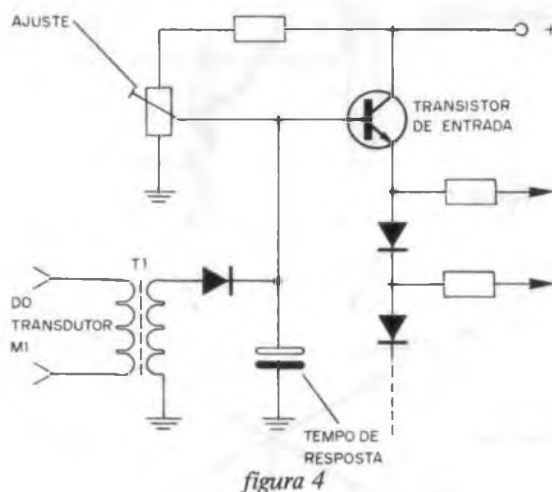 AJUSTE
+
TRANSISTOR
DE ENTRADA
T1
DO
TRANSDUTOR
M1
TEMPO DE
RESPOSTA
figura 4